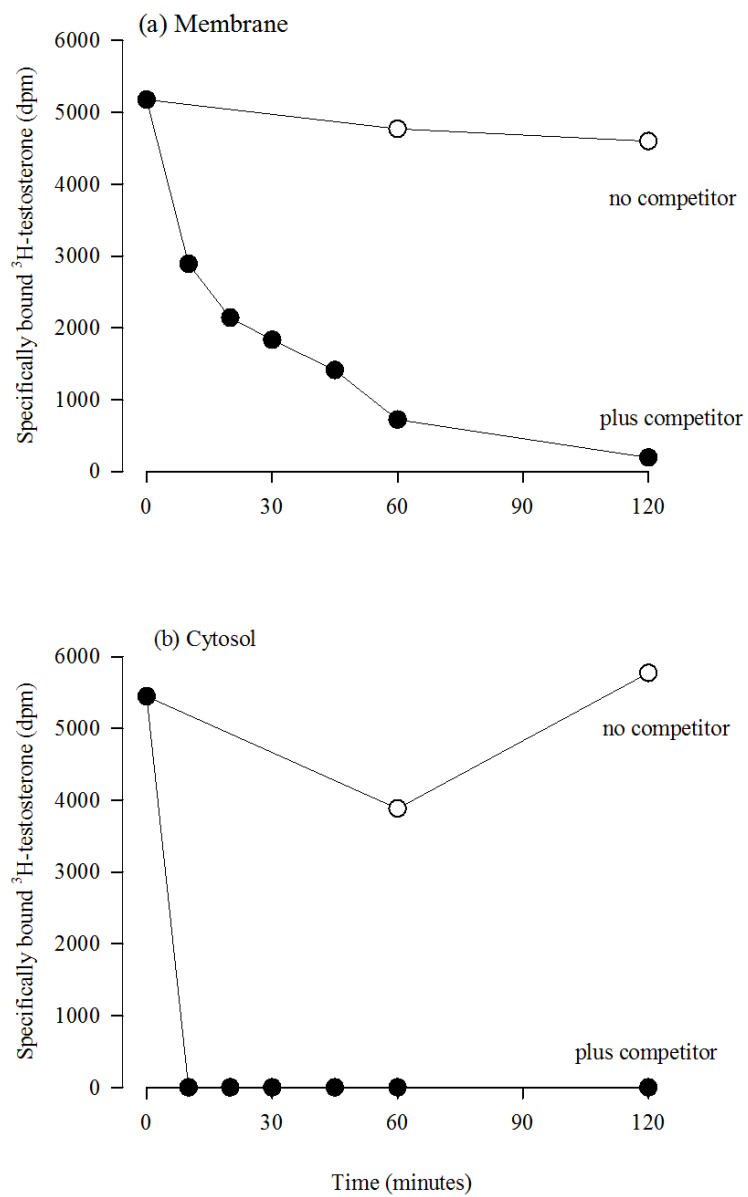 (a) Membrane
6000
5000
4000
3000
2000
1000
0
Specifically bound ³H-testosterone (dpm)
no competitor
plus competitor
0 30 60 90 120
(b) Cytosol
6000
5000
4000
3000
2000
1000
0
Specifically bound ³H-testosterone (dpm)
no competitor
plus competitor
0 30 60 90 120
Time (minutes)